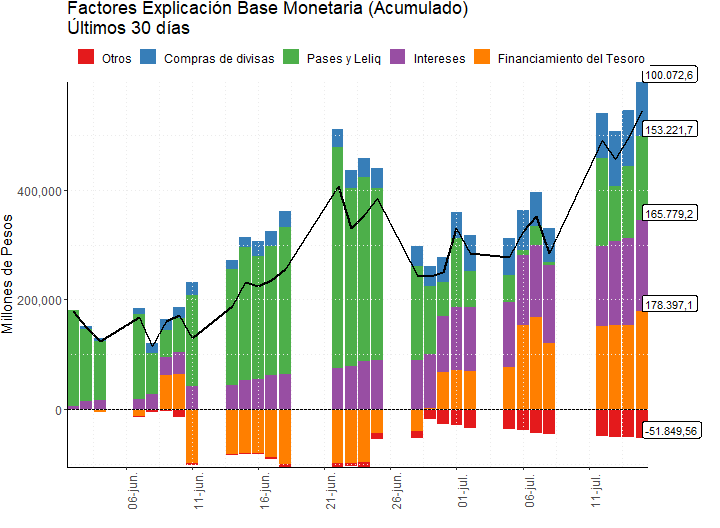 Factores Explicación Base Monetaria (Acumulado)
Últimos 30 días
Otros Compras de divisas Pases y Leliq Intereses Financiamiento del Tesoro
Millones de Pesos
400,000
200,000
0
100.072,6
153.221,7
165.779,2
178.397,1
-51.849,56
06-jun. 11-jun. 16-jun. 21-jun. 26-jun. 01-jul. 06-jul. 11-jul.